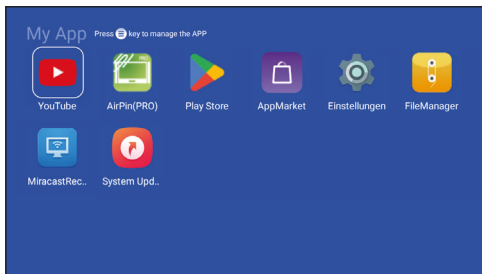 My App Press key to manage the APP
YouTube AirPin(PRO) Play Store AppMarket Einstellungen FileManager
MiracastRec.. System Upd..